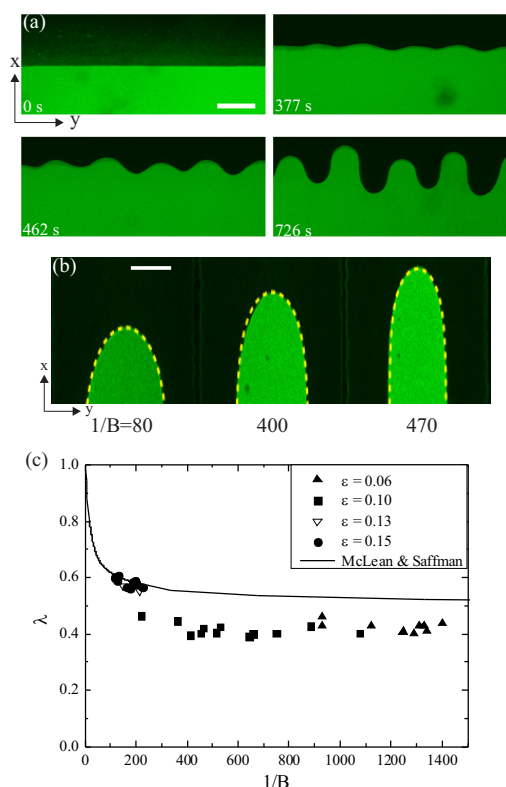 (a)
x
y
0 s
377 s
462 s
726 s
(b)
x
y
1/B=80
400
470
(c)
1.0
0.8
0.6
0.4
0.2
0.0
λ
ε = 0.06
ε = 0.10
ε = 0.13
ε = 0.15
McLean & Saffman
0
200
400
600
800
1000
1200
1400
1/B